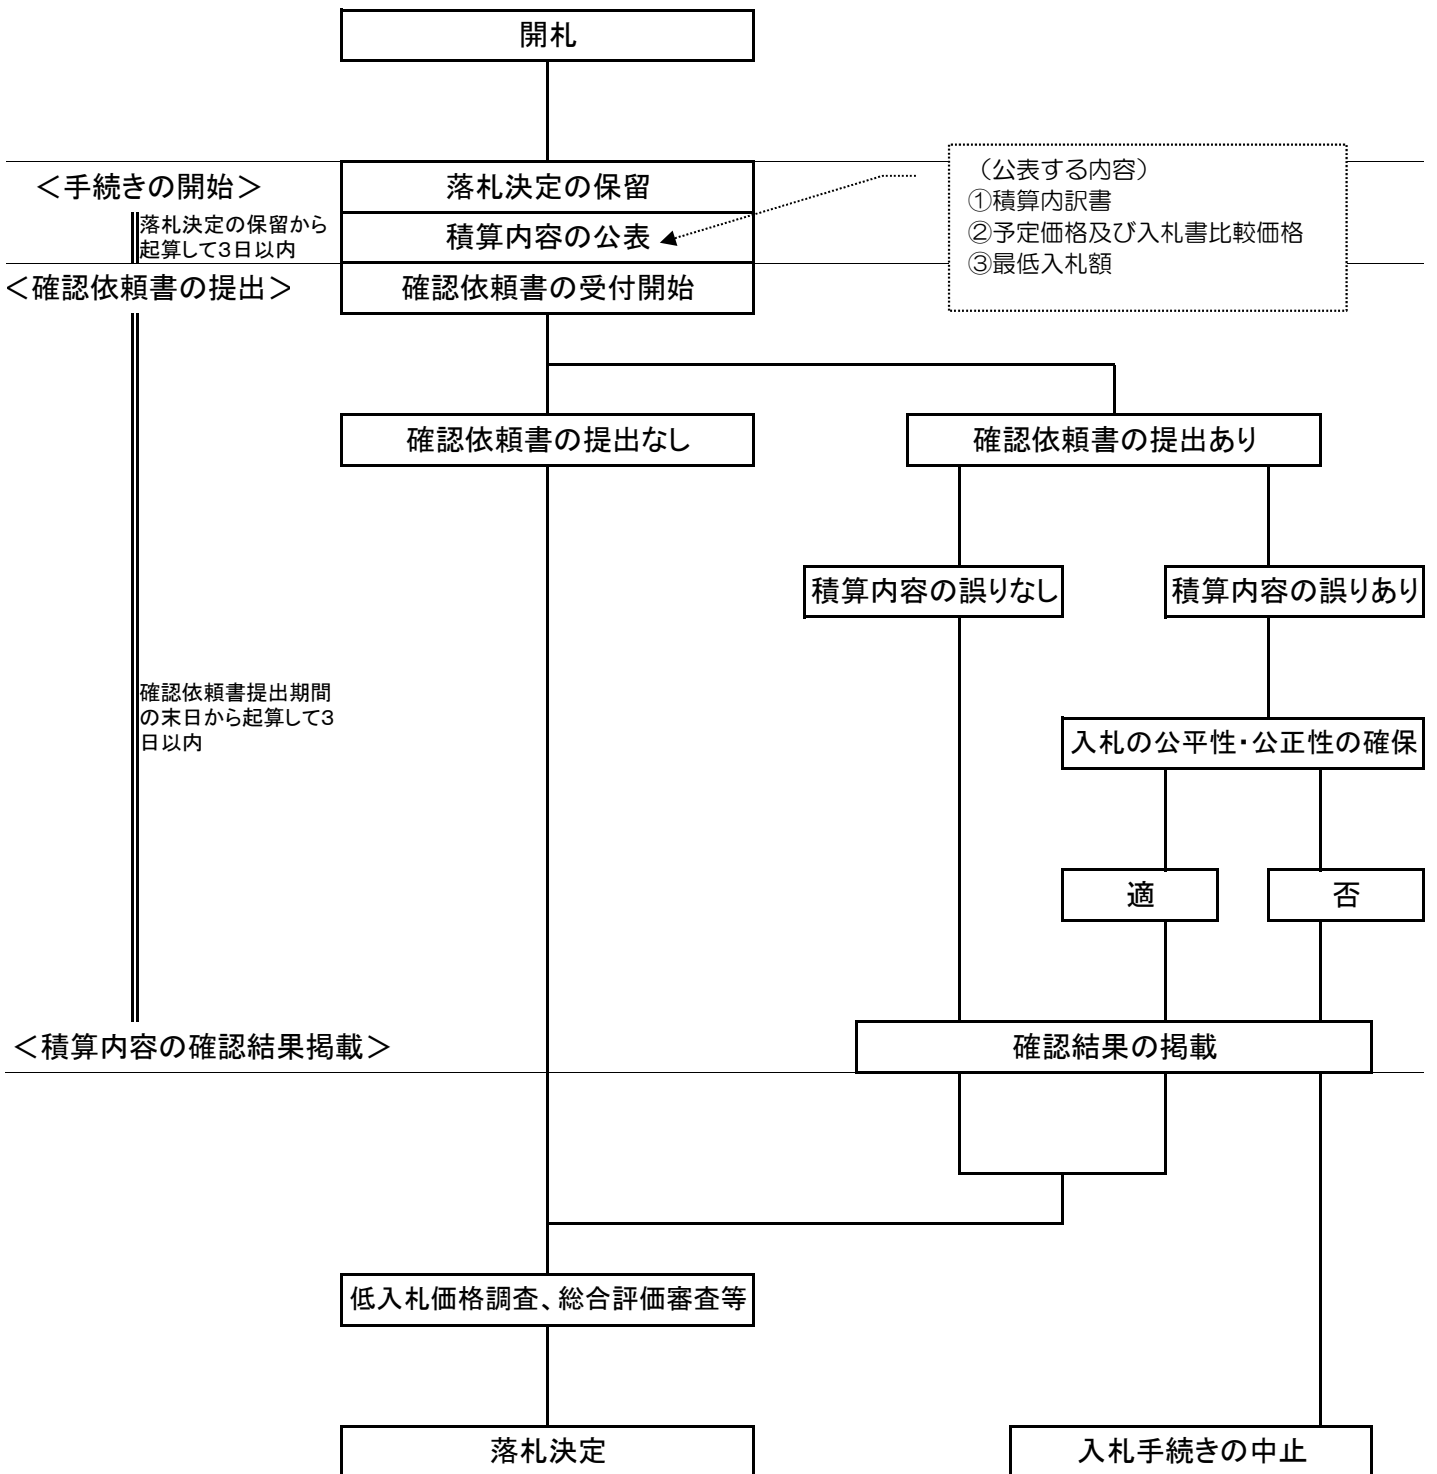 開札
＜手続きの開始＞
落札決定の保留
（公表する内容）
①積算内訳書
②予定価格及び入札書比較価格
③最低入札額
落札決定の保留から
起算して3日以内
積算内容の公表
＜確認依頼書の提出＞
確認依頼書の受付開始
確認依頼書の提出なし
確認依頼書の提出あり
積算内容の誤りなし
積算内容の誤りあり
確認依頼書提出期間
の末日から起算して3
日以内
入札の公平性・公正性の確保
適
否
＜積算内容の確認結果掲載＞
確認結果の掲載
低入札価格調査、総合評価審査等
落札決定
入札手続きの中止